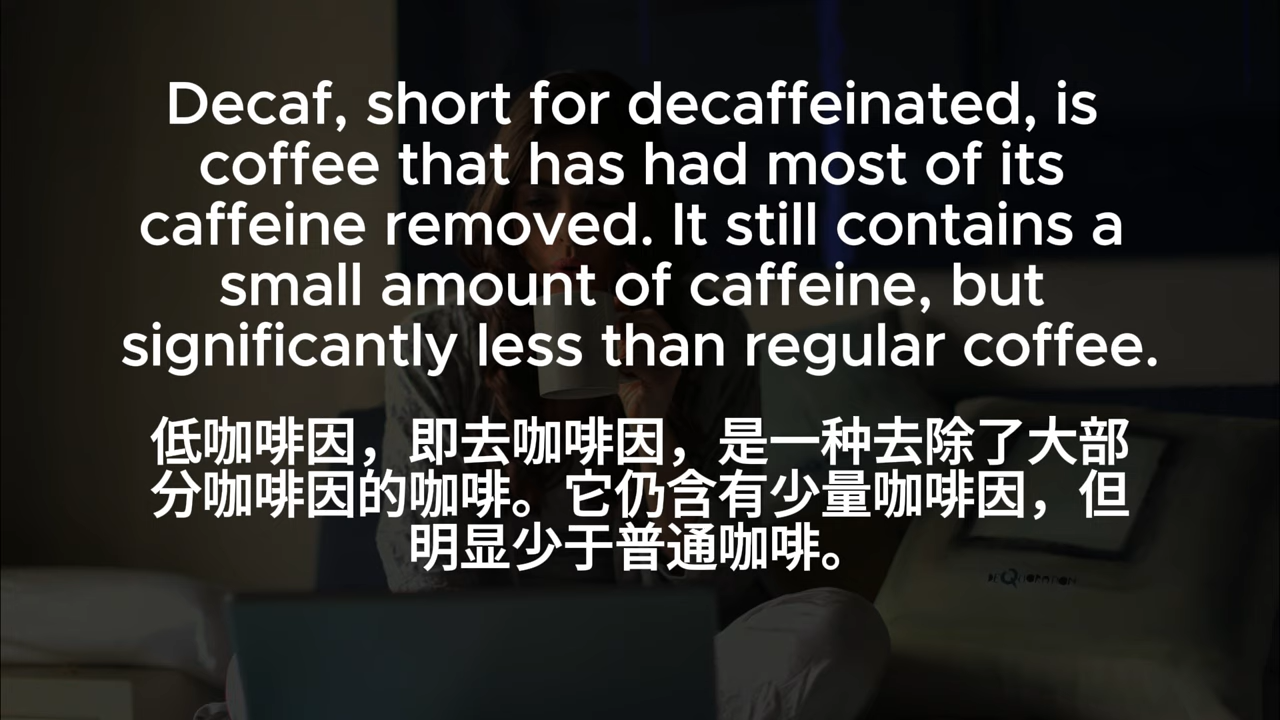 Decaf, short for decaffeinated, is
coffee that has had most of its
caffeine removed. It still contains a
small amount of caffeine, but
significantly less than regular coffee.
低咖啡因，即去咖啡因，是一种去除了大部
分咖啡因的咖啡。它仍含有少量咖啡因，但
明显少于普通咖啡。